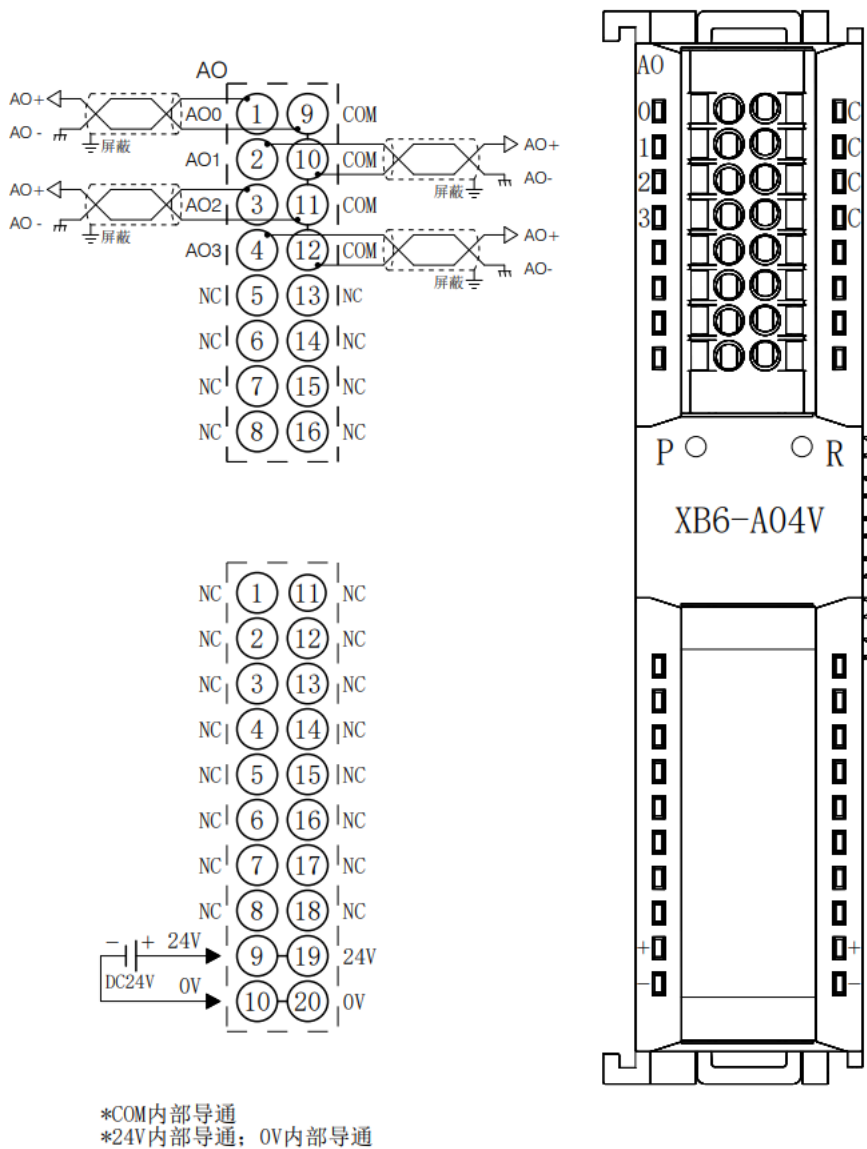 AO
AO+
AO0 1 9 COM
AO -
屏蔽
AO1 2 10 COM
AO+
AO-
屏蔽
AO+
AO2 3 11 COM
AO -
屏蔽
AO3 4 12 COM
AO+
AO-
屏蔽
NC 5 13 NC
NC 6 14 NC
NC 7 15 NC
NC 8 16 NC
NC 1 11 NC
NC 2 12 NC
NC 3 13 NC
NC 4 14 NC
NC 5 15 NC
NC 6 16 NC
NC 7 17 NC
NC 8 18 NC
- + 24V 9 19 24V
DC24V 0V 10 20 0V
*COM内部导通
*24V内部导通；0V内部导通
AO
0 C
1 C
2 C
3 C
P R
XB6-A04V
+ +
- -